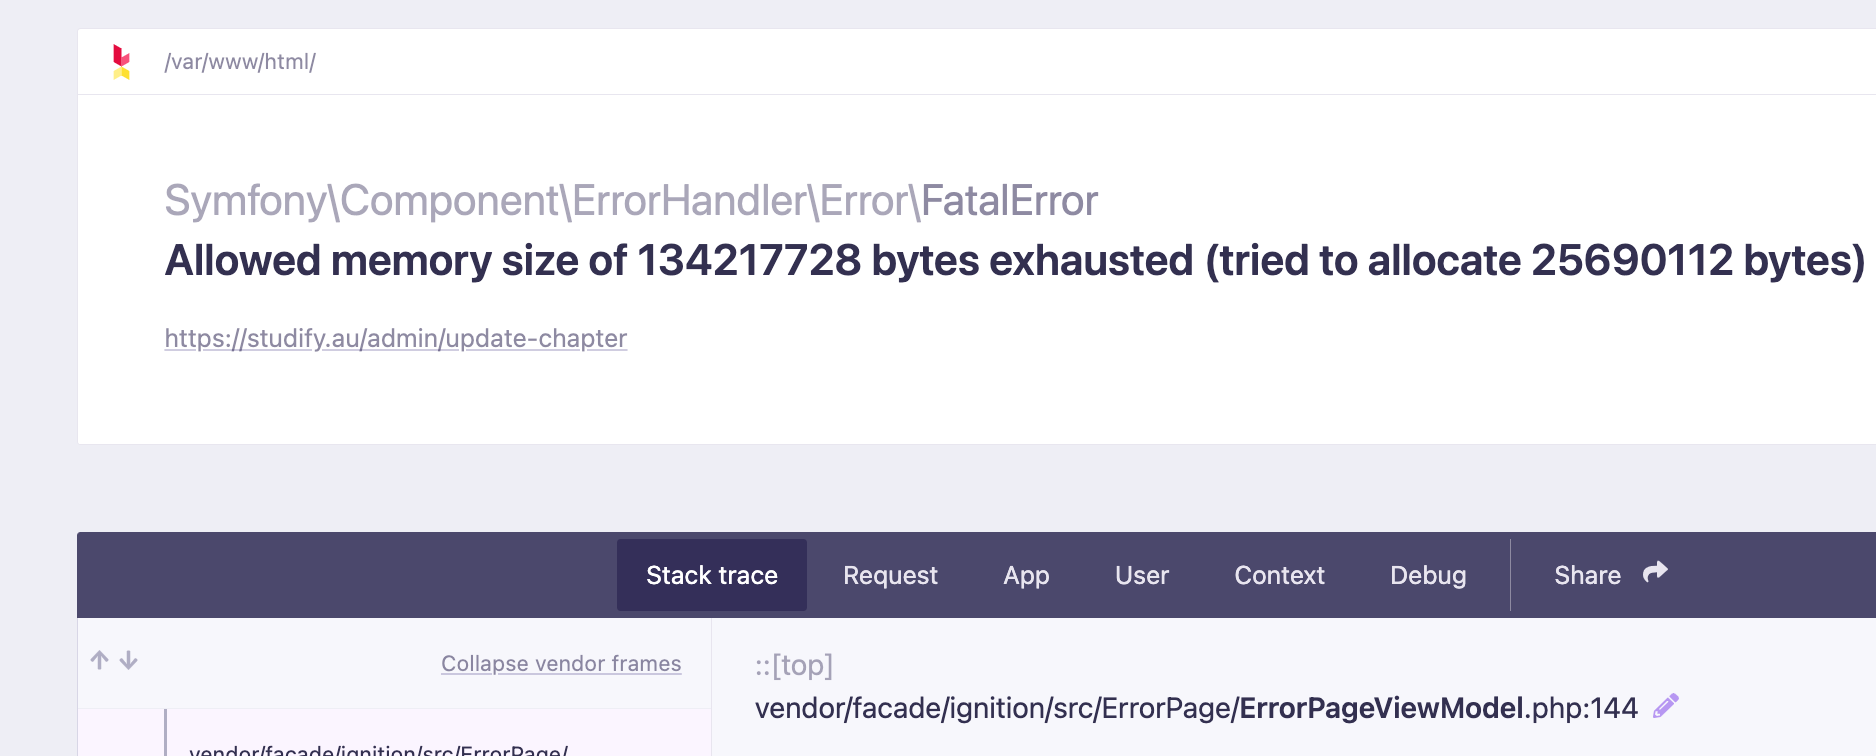 /var/www/html/
Symfony\Component\ErrorHandler\Error\FatalError
Allowed memory size of 134217728 bytes exhausted (tried to allocate 25690112 bytes)
https://studify.au/admin/update-chapter
Stack trace Request App User Context Debug Share
Collapse vendor frames
::[top]
vendor/facade/ignition/src/ErrorPage/ErrorPageViewModel.php:144
vendor/facade/ignition/src/ErrorPage/